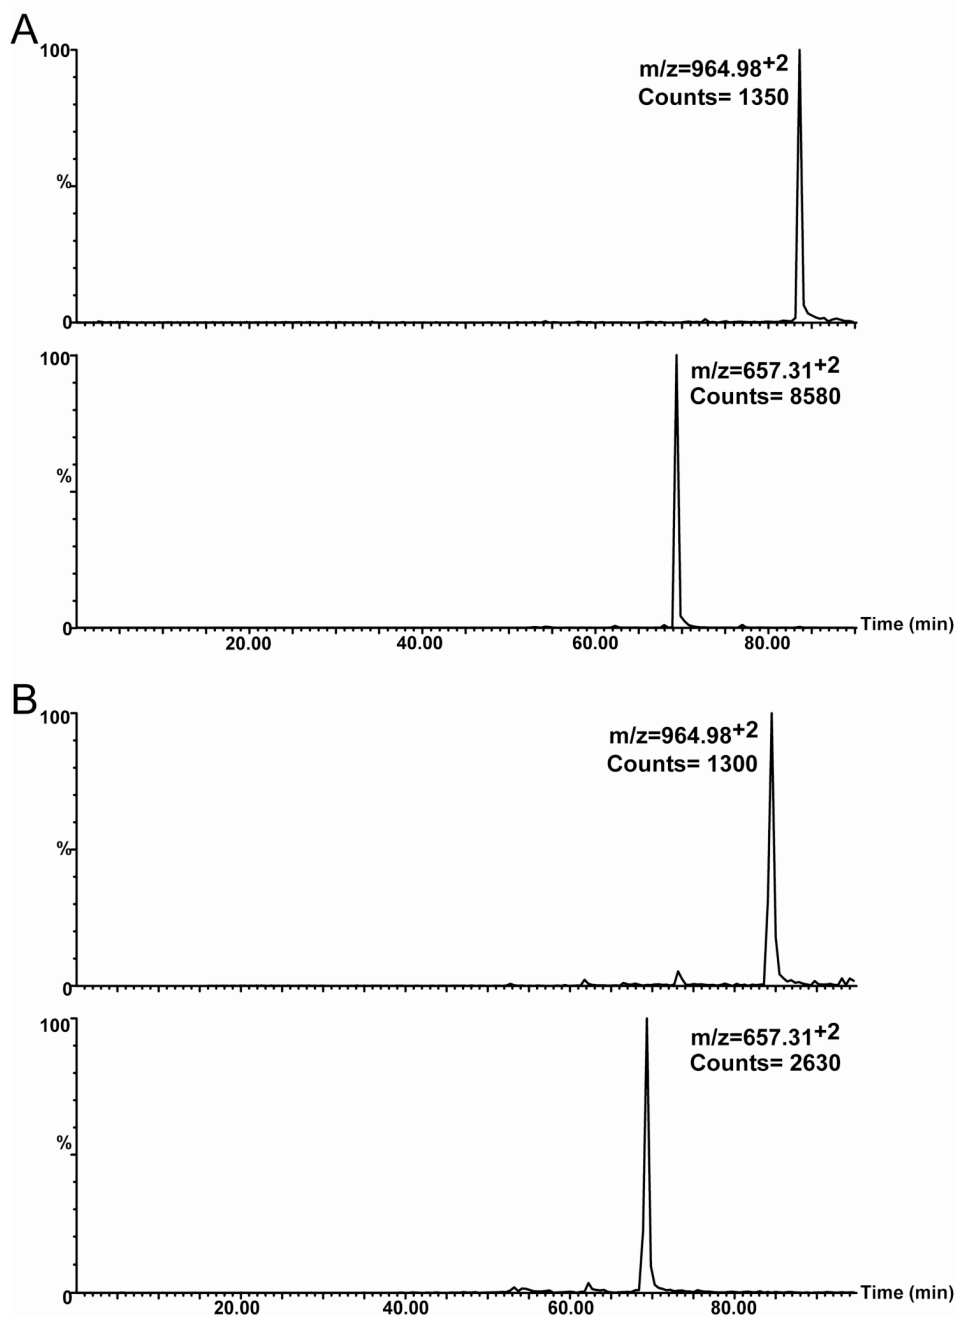 A
100
m/z=964.98+2
Counts= 1350
%
0
100
m/z=657.31+2
Counts= 8580
%
0
20.00 40.00 60.00 80.00 Time (min)
B
100
m/z=964.98+2
Counts= 1300
%
0
100
m/z=657.31+2
Counts= 2630
%
0
20.00 40.00 60.00 80.00 Time (min)